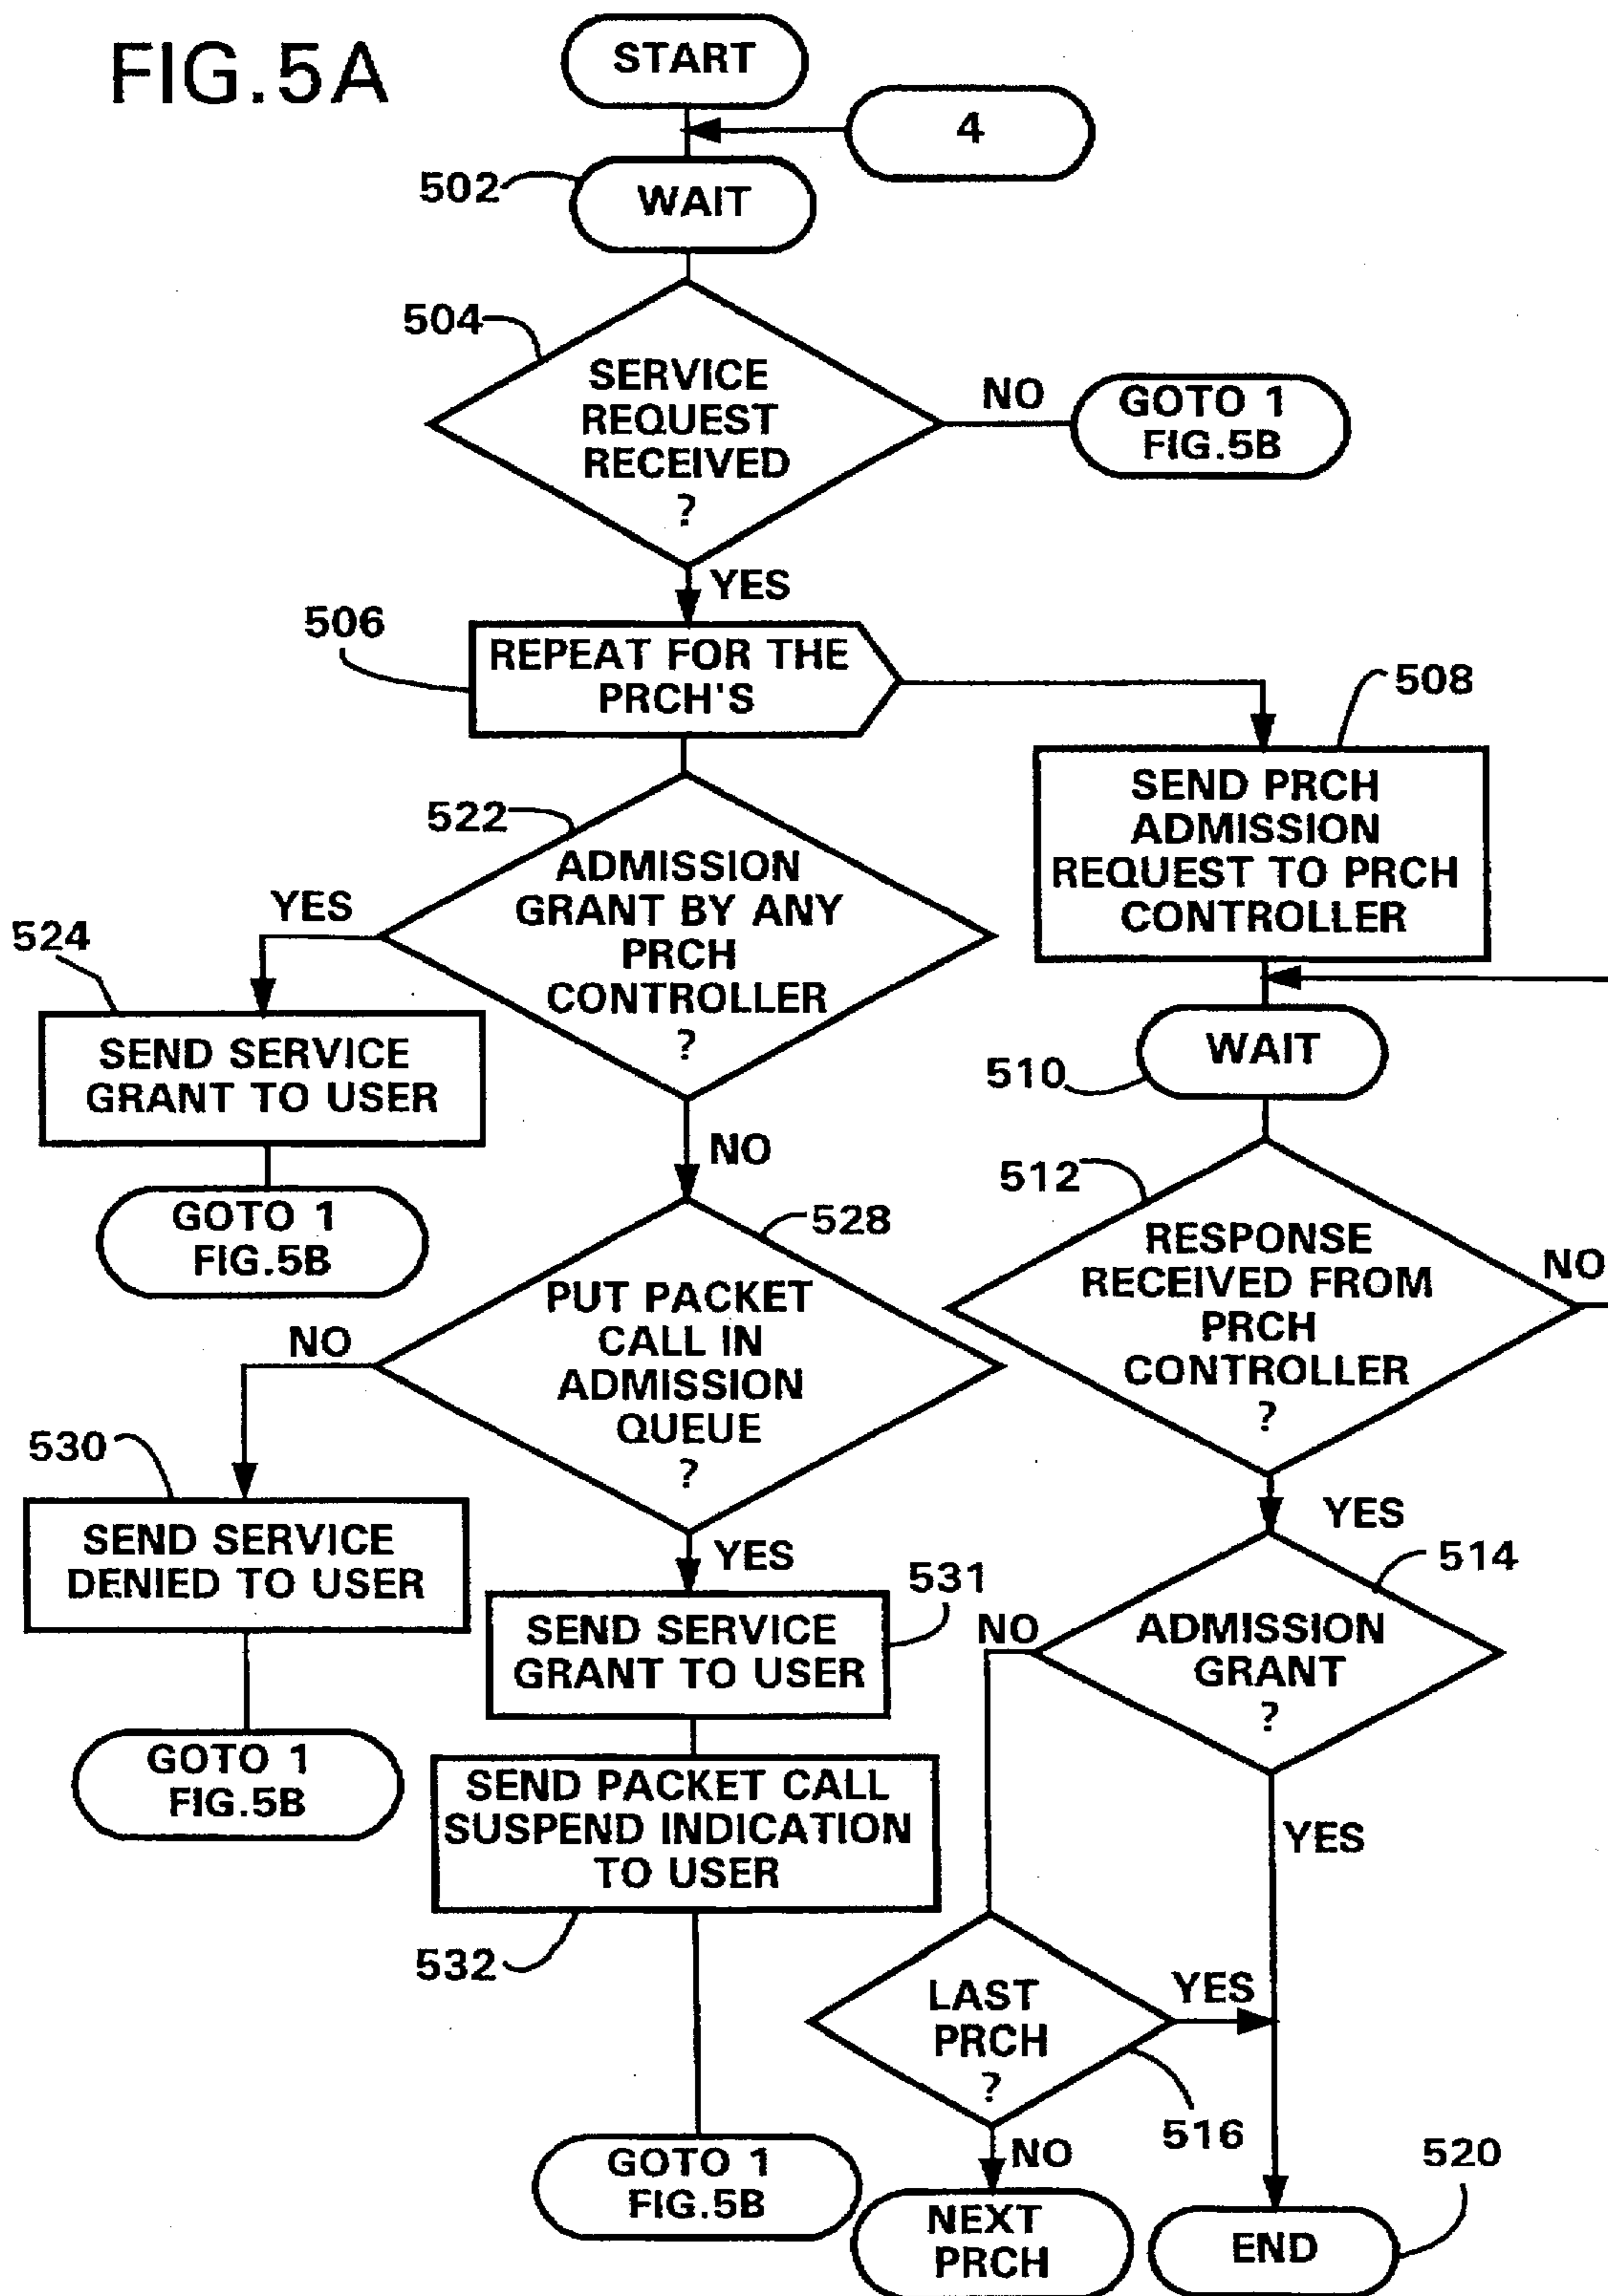 FIG.5A
START
4
502
WAIT
504
SERVICE
REQUEST
RECEIVED
?
NO
GOTO 1
FIG.5B
YES
506
REPEAT FOR THE
PRCH'S
508
SEND PRCH
ADMISSION
REQUEST TO PRCH
CONTROLLER
522
ADMISSION
GRANT BY ANY
PRCH
CONTROLLER
?
YES
524
SEND SERVICE
GRANT TO USER
GOTO 1
FIG.5B
NO
WAIT
510
512
RESPONSE
RECEIVED FROM
PRCH
CONTROLLER
?
NO
528
PUT PACKET
CALL IN
ADMISSION
QUEUE
?
NO
530
SEND SERVICE
DENIED TO USER
GOTO 1
FIG.5B
YES
531
SEND SERVICE
GRANT TO USER
SEND PACKET CALL
SUSPEND INDICATION
TO USER
532
GOTO 1
FIG.5B
YES
514
ADMISSION
GRANT
?
NO
YES
LAST
PRCH
?
YES
516
NO
NEXT
PRCH
520
END